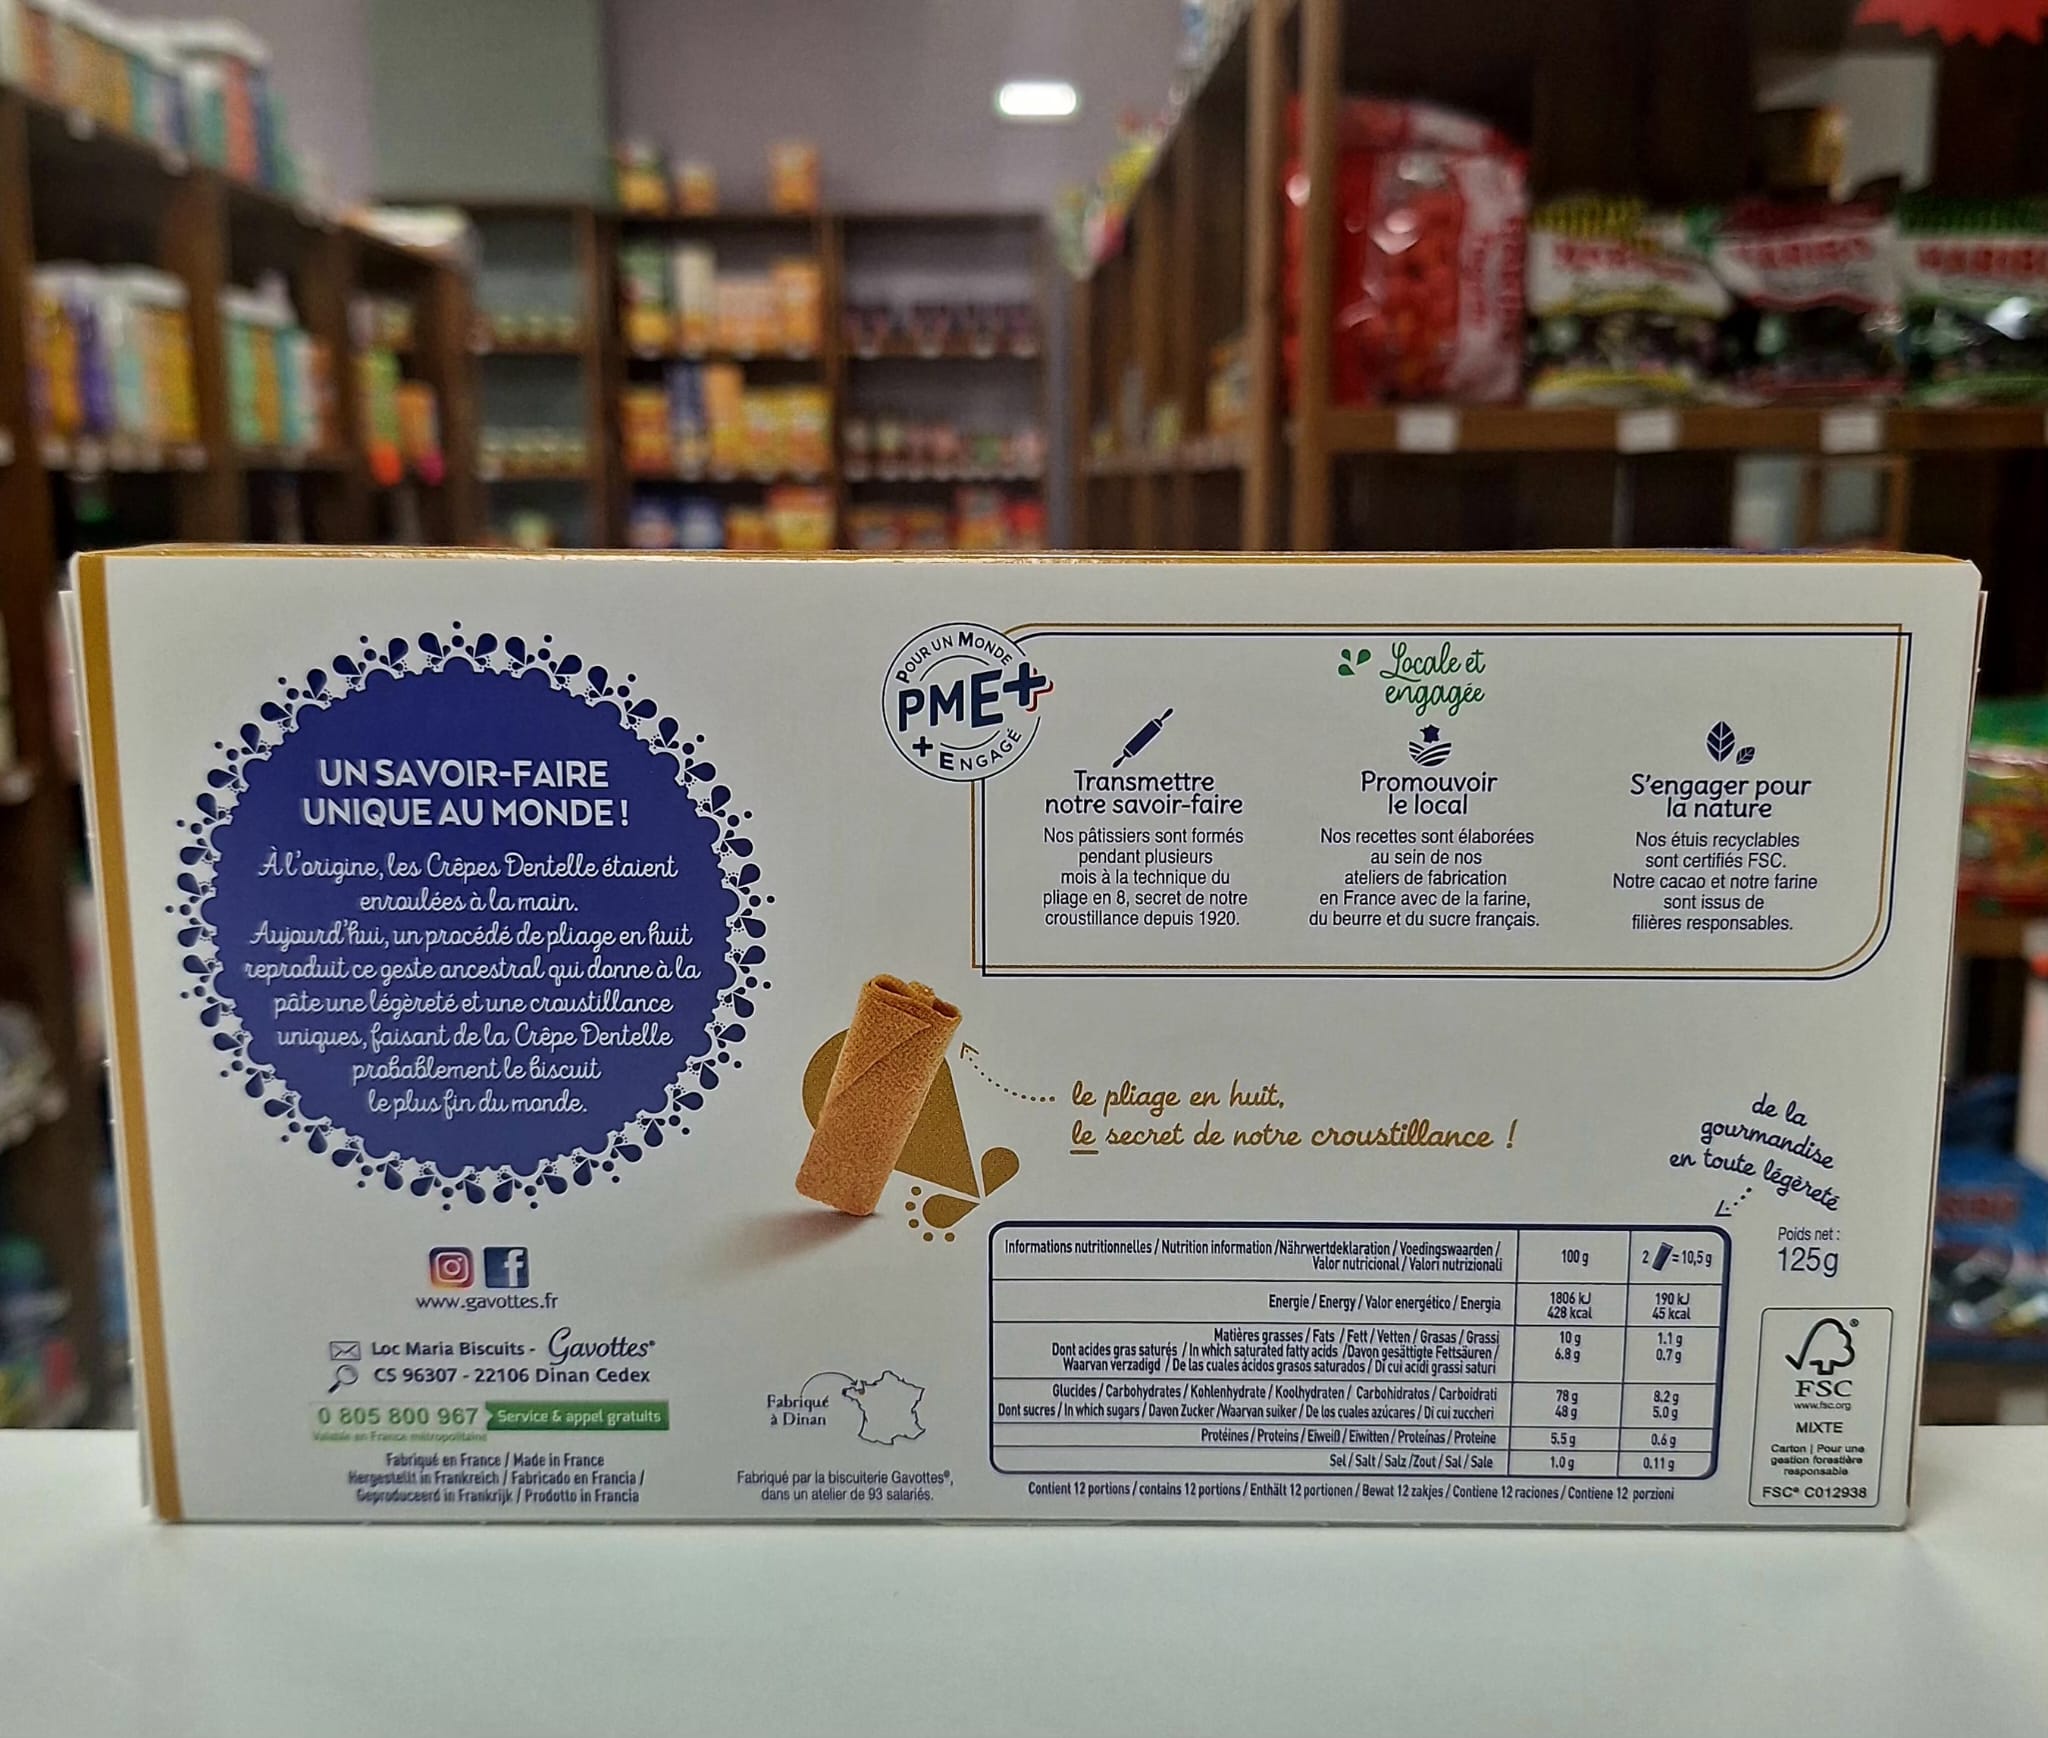 UN SAVOIR-FAIRE
UNIQUE AU MONDE !
À l'origine, les Crêpes Dentelle étaient
enroulées à la main.
Aujourd'hui, un procédé de pliage en huit
reproduit ce geste ancestral qui donne à la
pâte une légèreté et une croustillance
uniques, faisant de la Crêpe Dentelle
probablement le biscuit
le plus fin du monde.
www.gavottes.fr
Loc Maria Biscuits - Gavottes®
CS 96307 - 22106 Dinan Cedex
0 805 800 967 Service & appel gratuits
Valable en France métropolitaine
Fabriqué en France / Made in France
Hergestellt in Frankreich / Fabricado en Francia /
Geproduceerd in Frankrijk / Prodotto in Francia
POUR UN MONDE
PME+
+ ENGAGÉ
Locale et
engagée
Transmettre
notre savoir-faire
Nos pâtissiers sont formés
pendant plusieurs
mois à la technique du
pliage en 8, secret de notre
croustillance depuis 1920.
Promouvoir
le local
Nos recettes sont élaborées
au sein de nos
ateliers de fabrication
en France avec de la farine,
du beurre et du sucre français.
S'engager pour
la nature
Nos étuis recyclables
sont certifiés FSC.
Notre cacao et notre farine
sont issus de
filières responsables.
le pliage en huit,
le secret de notre croustillance !
de la
gourmandise
en toute légèreté
Fabriqué
à Dinan
Fabriqué par la biscuiterie Gavottes®,
dans un atelier de 93 salariés.
Informations nutritionnelles / Nutrition information /Nährwertdeklaration / Voedingswaarden /
Valor nutricional / Valori nutrizionali
100 g
2 = 10,5 g
Energie / Energy / Valor energético / Energia
1806 kJ 190 kJ
428 kcal 45 kcal
Matières grasses / Fats / Fett / Vetten / Grasas / Grassi 10 g 1.1 g
Dont acides gras saturés / In which saturated fatty acids /Davon gesättigte Fettsäuren / 6.8 g 0.7 g
Waarvan verzadigd / De las cuales ácidos grasos saturados / Di cui acidi grassi saturi
Glucides / Carbohydrates / Kohlenhydrate / Koolhydraten / Carbohidratos / Carboidrati 78 g 8.2 g
Dont sucres / In which sugars / Davon Zucker /Waarvan suiker / De los cuales azúcares / Di cui zuccheri 48 g 5.0 g
Protéines / Proteins / Eiweiß / Eiwitten / Proteínas / Proteine 5.5 g 0.6 g
Sel / Salt / Salz /Zout / Sal / Sale 1.0 g 0.11 g
Contient 12 portions / contains 12 portions / Enthält 12 portionen / Bewat 12 zakjes / Contiene 12 raciones / Contiene 12 porzioni
Poids net :
125g
FSC
www.fsc.org
MIXTE
Carton | Pour une
gestion forestière
responsable
FSC® C012938
HARIBO